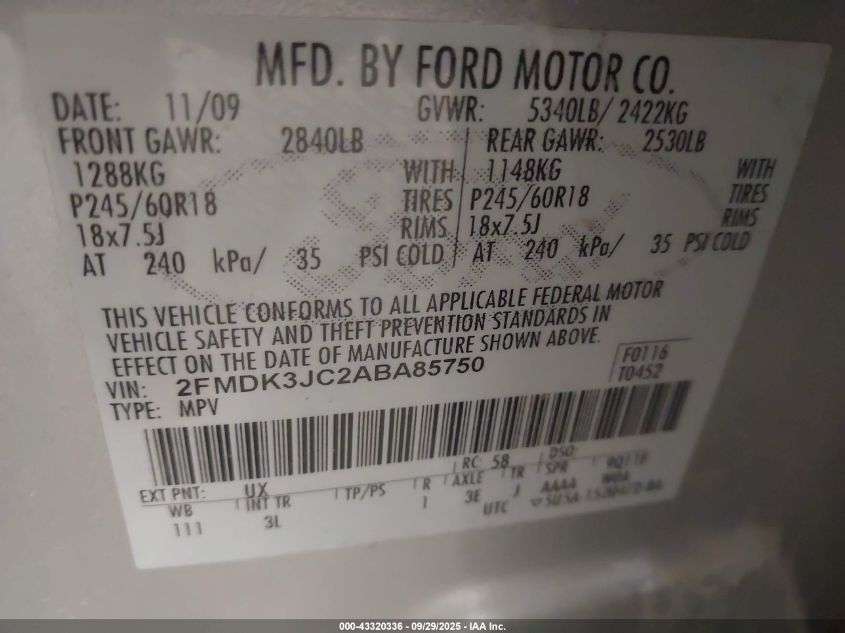 MFD. BY FORD MOTOR CO.
DATE: 11/09 GVWR: 5340LB/ 2422KG
FRONT GAWR: 2840LB REAR GAWR: 2530LB
1288KG WITH 1148KG WITH
P245/60R18 TIRES P245/60R18 TIRES
18x7.5J RIMS 18x7.5J RIMS
AT 240 kPa/ 35 PSI COLD AT 240 kPa/ 35 PSI COLD
THIS VEHICLE CONFORMS TO ALL APPLICABLE FEDERAL MOTOR
VEHICLE SAFETY AND THEFT PREVENTION STANDARDS IN
EFFECT ON THE DATE OF MANUFACTURE SHOWN ABOVE.
VIN: 2FMDK3JC2ABA85750 F0116
TYPE: MPV T0452
EXT PNT: UX RC: 58 DSO:
WB INT TR TP/PS R AXLE TR SPR
111 3L 1 3E J AAAA
UTC
000-43320336 - 09/29/2025 - IAA Inc.